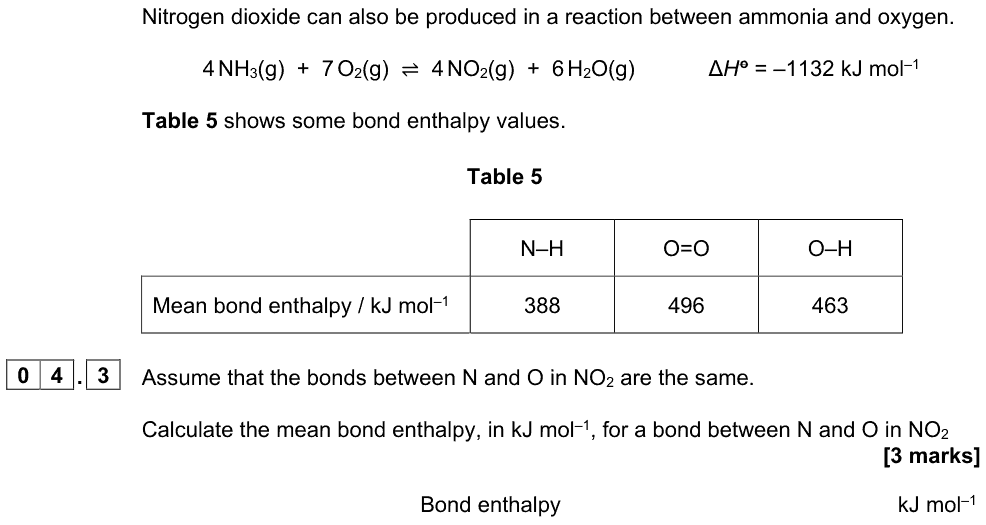 Nitrogen dioxide can also be produced in a reaction between ammonia and oxygen.
4 NH₃(g) + 7 O₂(g) ⇌ 4 NO₂(g) + 6 H₂O(g) ΔH⦵ = –1132 kJ mol⁻¹
Table 5 shows some bond enthalpy values.
Table 5
N–H O=O O–H
Mean bond enthalpy / kJ mol⁻¹ 388 496 463
0 4 . 3 Assume that the bonds between N and O in NO₂ are the same.
Calculate the mean bond enthalpy, in kJ mol⁻¹, for a bond between N and O in NO₂
[3 marks]
Bond enthalpy kJ mol⁻¹